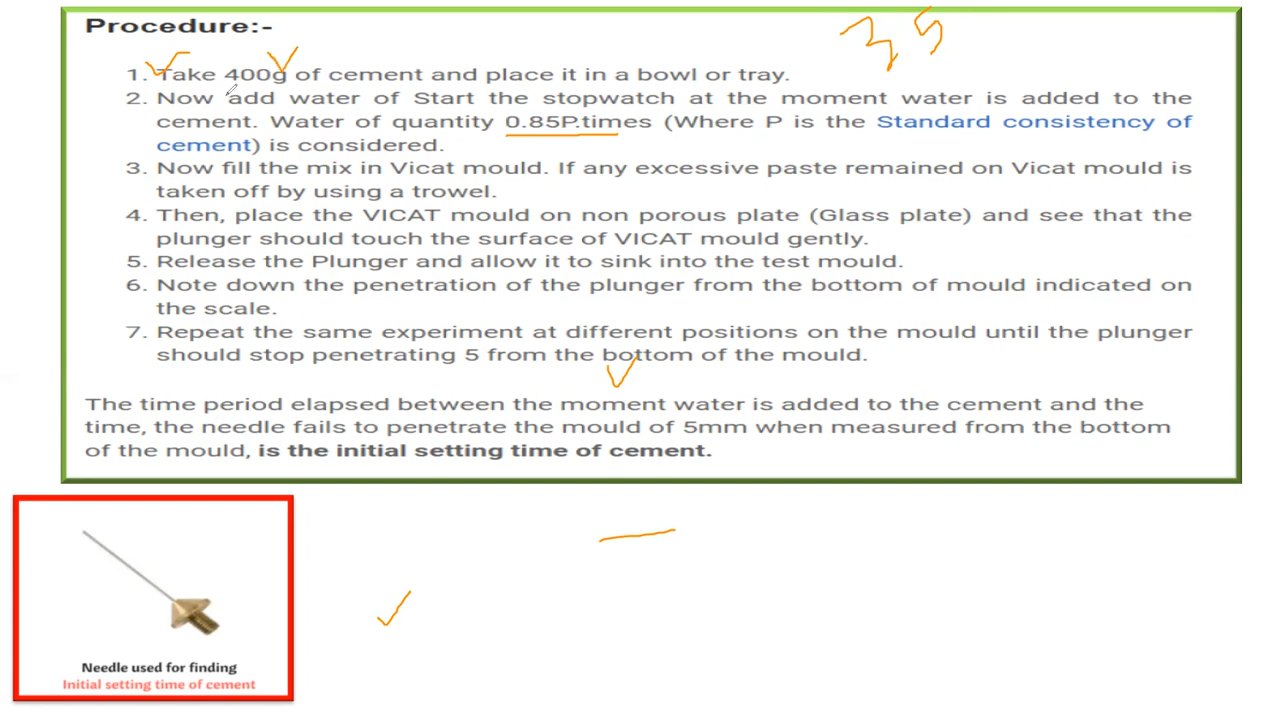 Procedure:-
35
1. Take 400g of cement and place it in a bowl or tray.
2. Now add water of Start the stopwatch at the moment water is added to the
cement. Water of quantity 0.85P.times (Where P is the Standard consistency of
cement) is considered.
3. Now fill the mix in Vicat mould. If any excessive paste remained on Vicat mould is
taken off by using a trowel.
4. Then, place the VICAT mould on non porous plate (Glass plate) and see that the
plunger should touch the surface of VICAT mould gently.
5. Release the Plunger and allow it to sink into the test mould.
6. Note down the penetration of the plunger from the bottom of mould indicated on
the scale.
7. Repeat the same experiment at different positions on the mould until the plunger
should stop penetrating 5 from the bottom of the mould.
The time period elapsed between the moment water is added to the cement and the
time, the needle fails to penetrate the mould of 5mm when measured from the bottom
of the mould, is the initial setting time of cement.
Needle used for finding
Initial setting time of cement